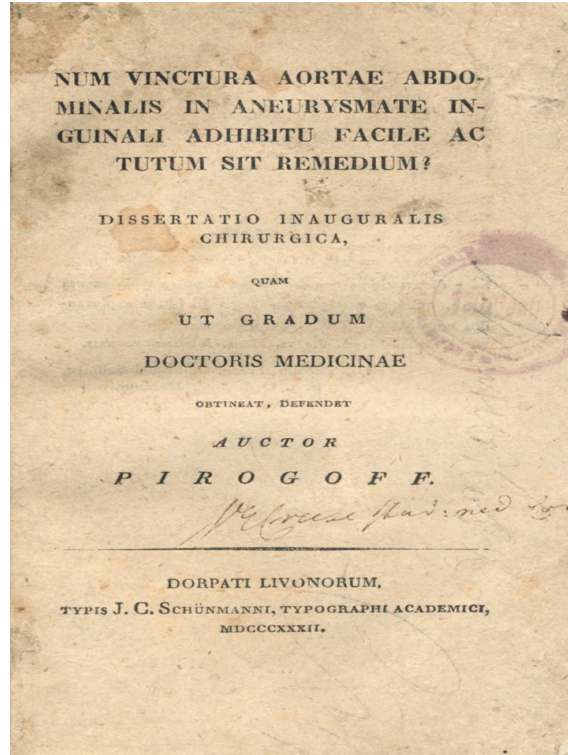 NUM VINCTURA AORTAE ABDO-
MINALIS IN ANEURYSMATE IN-
GUINALI ADHIBITU FACILE AC
TUTUM SIT REMEDIUM?
DISSERTATIO INAUGURALIS
CHIRURGICA,
QUAM
UT GRADUM
DOCTORIS MEDICINAE
OBTINEAT, DEFENDET
AUCTOR
PIROGOFF.
DORPATI LIVONORUM,
TYPIS J. C. SCHÜNMANNI, TYPOGRAPHI ACADEMICI,
MDCCCXXXII.